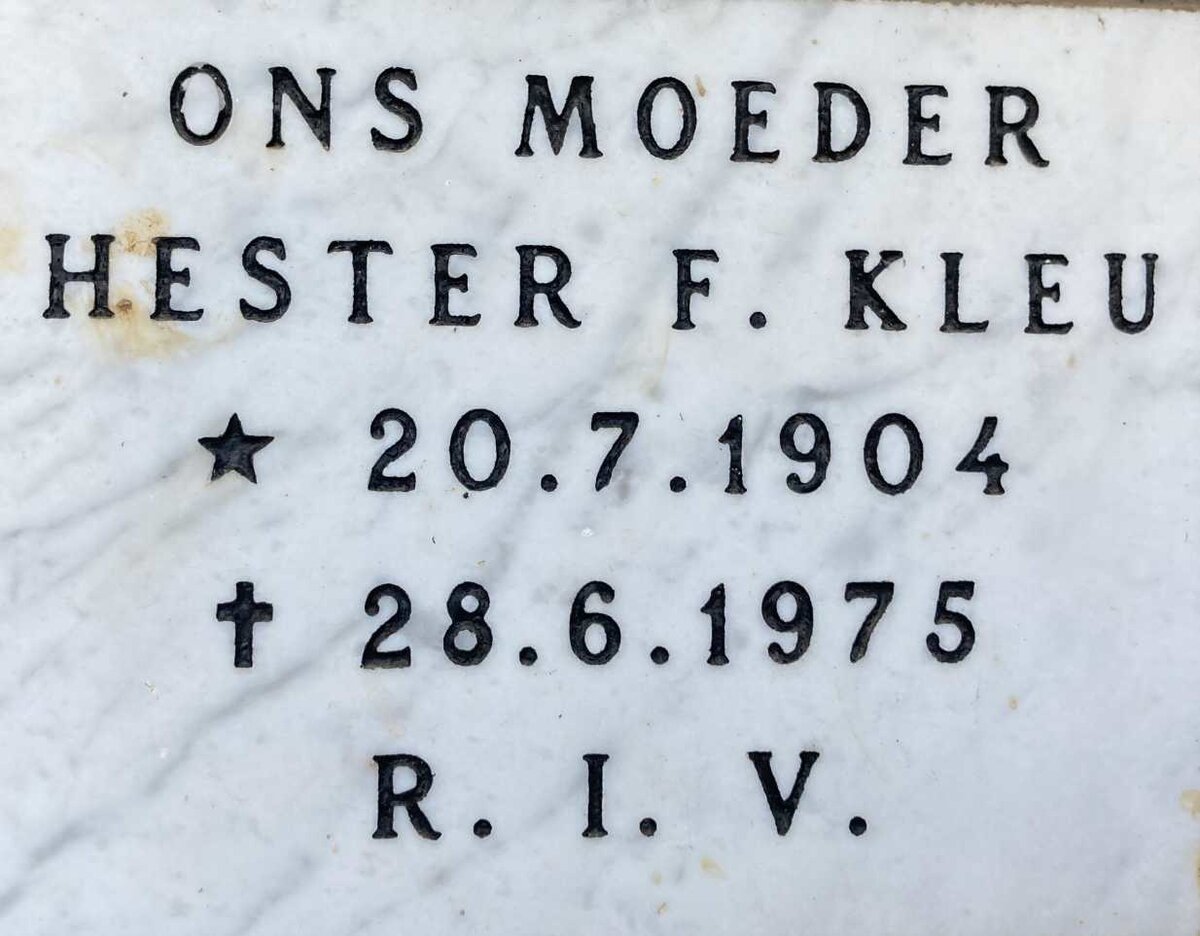 ONS MOEDER
HESTER F. KLEU
★ 20.7.1904
✝ 28.6.1975
R. I. V.